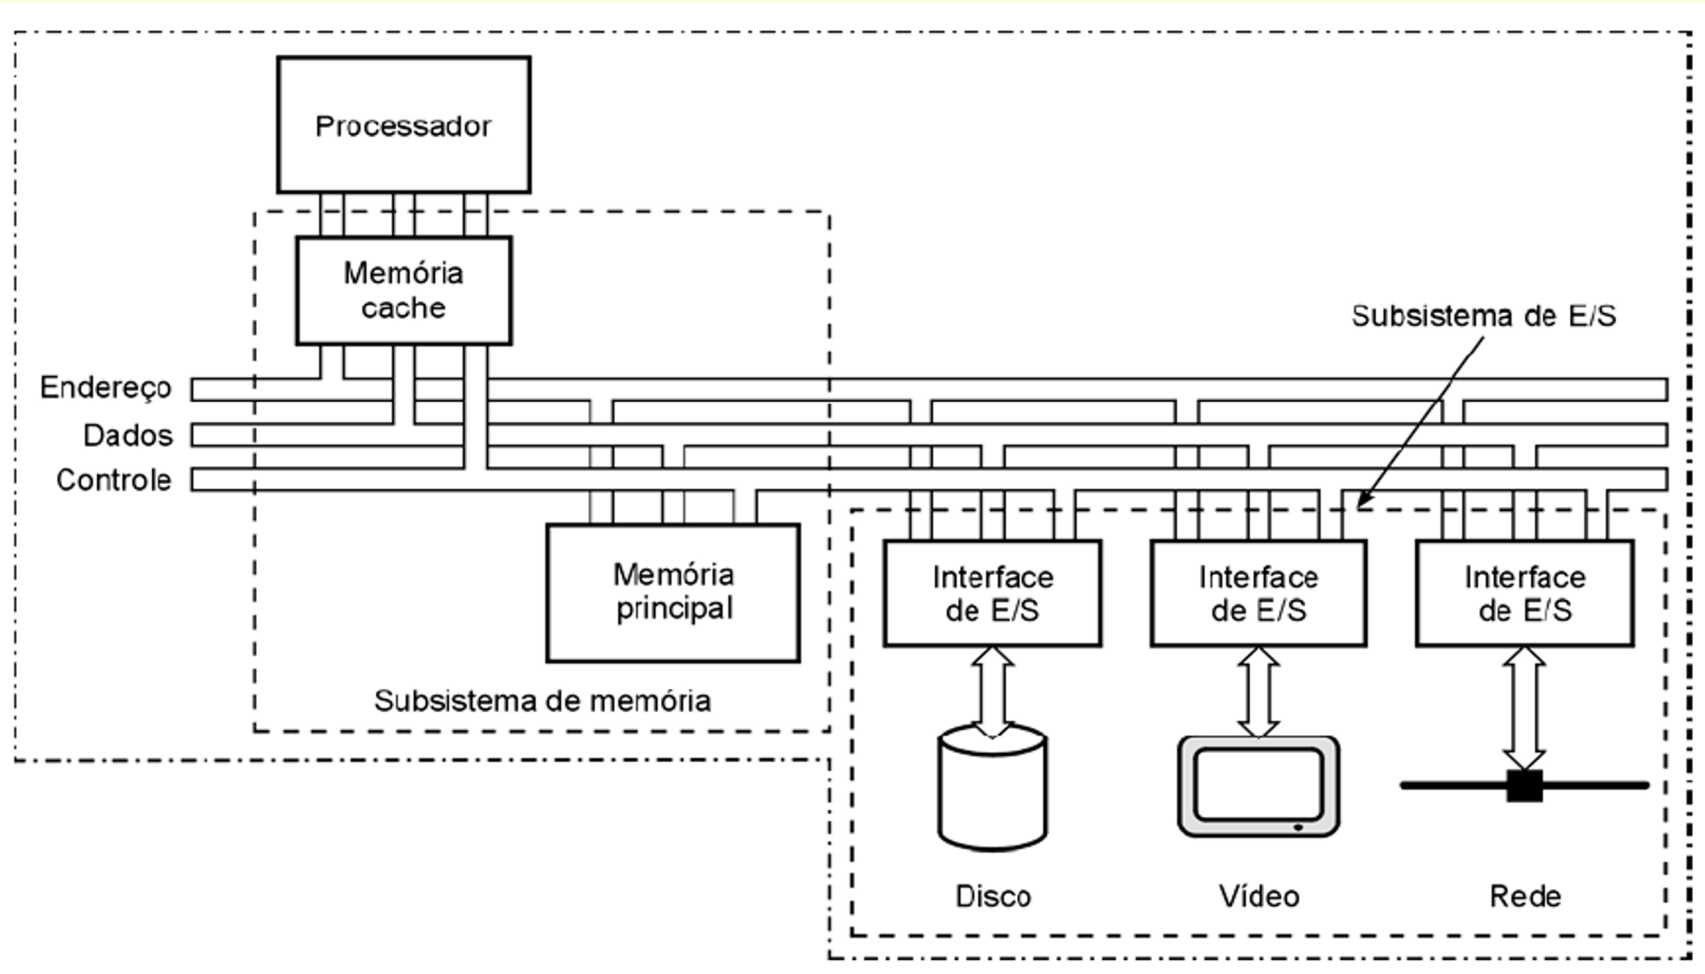 Processador
Memória
cache
Subsistema de E/S
Endereço
Dados
Controle
Memória
principal
Interface
de E/S
Interface
de E/S
Interface
de E/S
Subsistema de memória
Disco
Vídeo
Rede